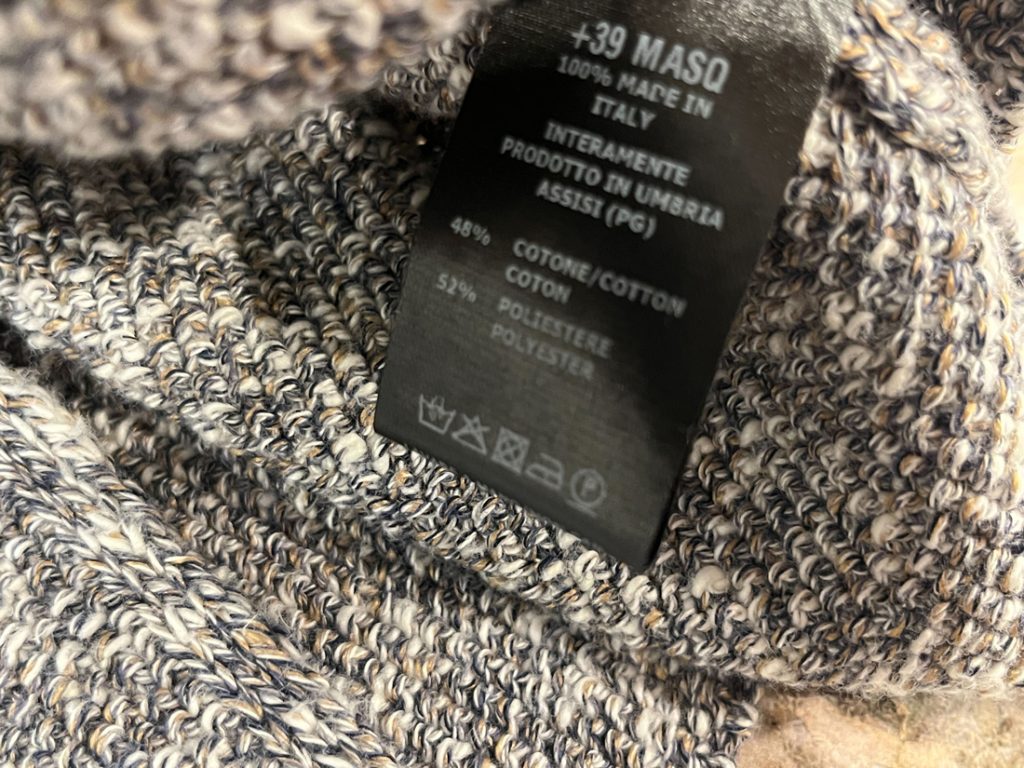 +39 MASQ
100% MADE IN
ITALY
INTERAMENTE
PRODOTTO IN UMBRIA
ASSISI (PG)
48% COTONE/COTTON
COTON
52% POLIESTERE
POLYESTER
P